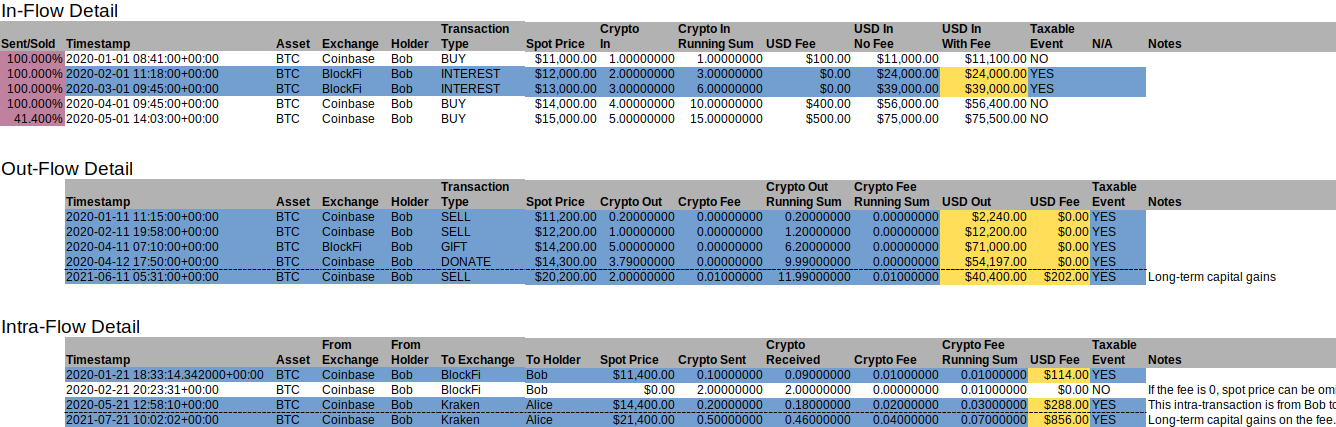 In-Flow Detail
Transaction Crypto Crypto In USD In USD In Taxable
Sent/Sold Timestamp Asset Exchange Holder Type Spot Price In Running Sum USD Fee No Fee With Fee Event N/A Notes
100.000% 2020-01-01 08:41:00+00:00 BTC Coinbase Bob BUY $11,000.00 1.00000000 1.00000000 $100.00 $11,000.00 $11,100.00 NO
100.000% 2020-02-01 11:18:00+00:00 BTC BlockFi Bob INTEREST $12,000.00 2.00000000 3.00000000 $0.00 $24,000.00 $24,000.00 YES
100.000% 2020-03-01 09:45:00+00:00 BTC BlockFi Bob INTEREST $13,000.00 3.00000000 6.00000000 $0.00 $39,000.00 $39,000.00 YES
100.000% 2020-04-01 09:45:00+00:00 BTC Coinbase Bob BUY $14,000.00 4.00000000 10.00000000 $400.00 $56,000.00 $56,400.00 NO
41.400% 2020-05-01 14:03:00+00:00 BTC Coinbase Bob BUY $15,000.00 5.00000000 15.00000000 $500.00 $75,000.00 $75,500.00 NO
Out-Flow Detail
Transaction Crypto Out Crypto Fee Taxable
Timestamp Asset Exchange Holder Type Spot Price Crypto Out Crypto Fee Running Sum Running Sum USD Out USD Fee Event Notes
2020-01-11 11:15:00+00:00 BTC Coinbase Bob SELL $11,200.00 0.20000000 0.00000000 0.20000000 0.00000000 $2,240.00 $0.00 YES
2020-02-11 19:58:00+00:00 BTC Coinbase Bob SELL $12,200.00 1.00000000 0.00000000 1.20000000 0.00000000 $12,200.00 $0.00 YES
2020-04-11 07:10:00+00:00 BTC BlockFi Bob GIFT $14,200.00 5.00000000 0.00000000 6.20000000 0.00000000 $71,000.00 $0.00 YES
2020-04-12 17:50:00+00:00 BTC Coinbase Bob DONATE $14,300.00 3.79000000 0.00000000 9.99000000 0.00000000 $54,197.00 $0.00 YES
2021-06-11 05:31:00+00:00 BTC Coinbase Bob SELL $20,200.00 2.00000000 0.01000000 11.99000000 0.01000000 $40,400.00 $202.00 YES Long-term capital gains
Intra-Flow Detail
From From Crypto Crypto Fee Taxable
Timestamp Asset Exchange Holder To Exchange To Holder Spot Price Crypto Sent Received Crypto Fee Running Sum USD Fee Event Notes
2020-01-21 18:33:14.342000+00:00 BTC Coinbase Bob BlockFi Bob $11,400.00 0.10000000 0.09000000 0.01000000 0.01000000 $114.00 YES
2020-02-21 20:23:31+00:00 BTC Coinbase Bob BlockFi Bob $0.00 2.00000000 2.00000000 0.00000000 0.01000000 $0.00 NO If the fee is 0, spot price can be
2020-05-21 12:58:10+00:00 BTC Coinbase Bob Kraken Alice $14,400.00 0.20000000 0.18000000 0.02000000 0.03000000 $288.00 YES This intra-transaction is from Bob to
2021-07-21 10:02:02+00:00 BTC Coinbase Bob Kraken Alice $21,400.00 0.50000000 0.46000000 0.04000000 0.07000000 $856.00 YES Long-term capital gains on the fee.